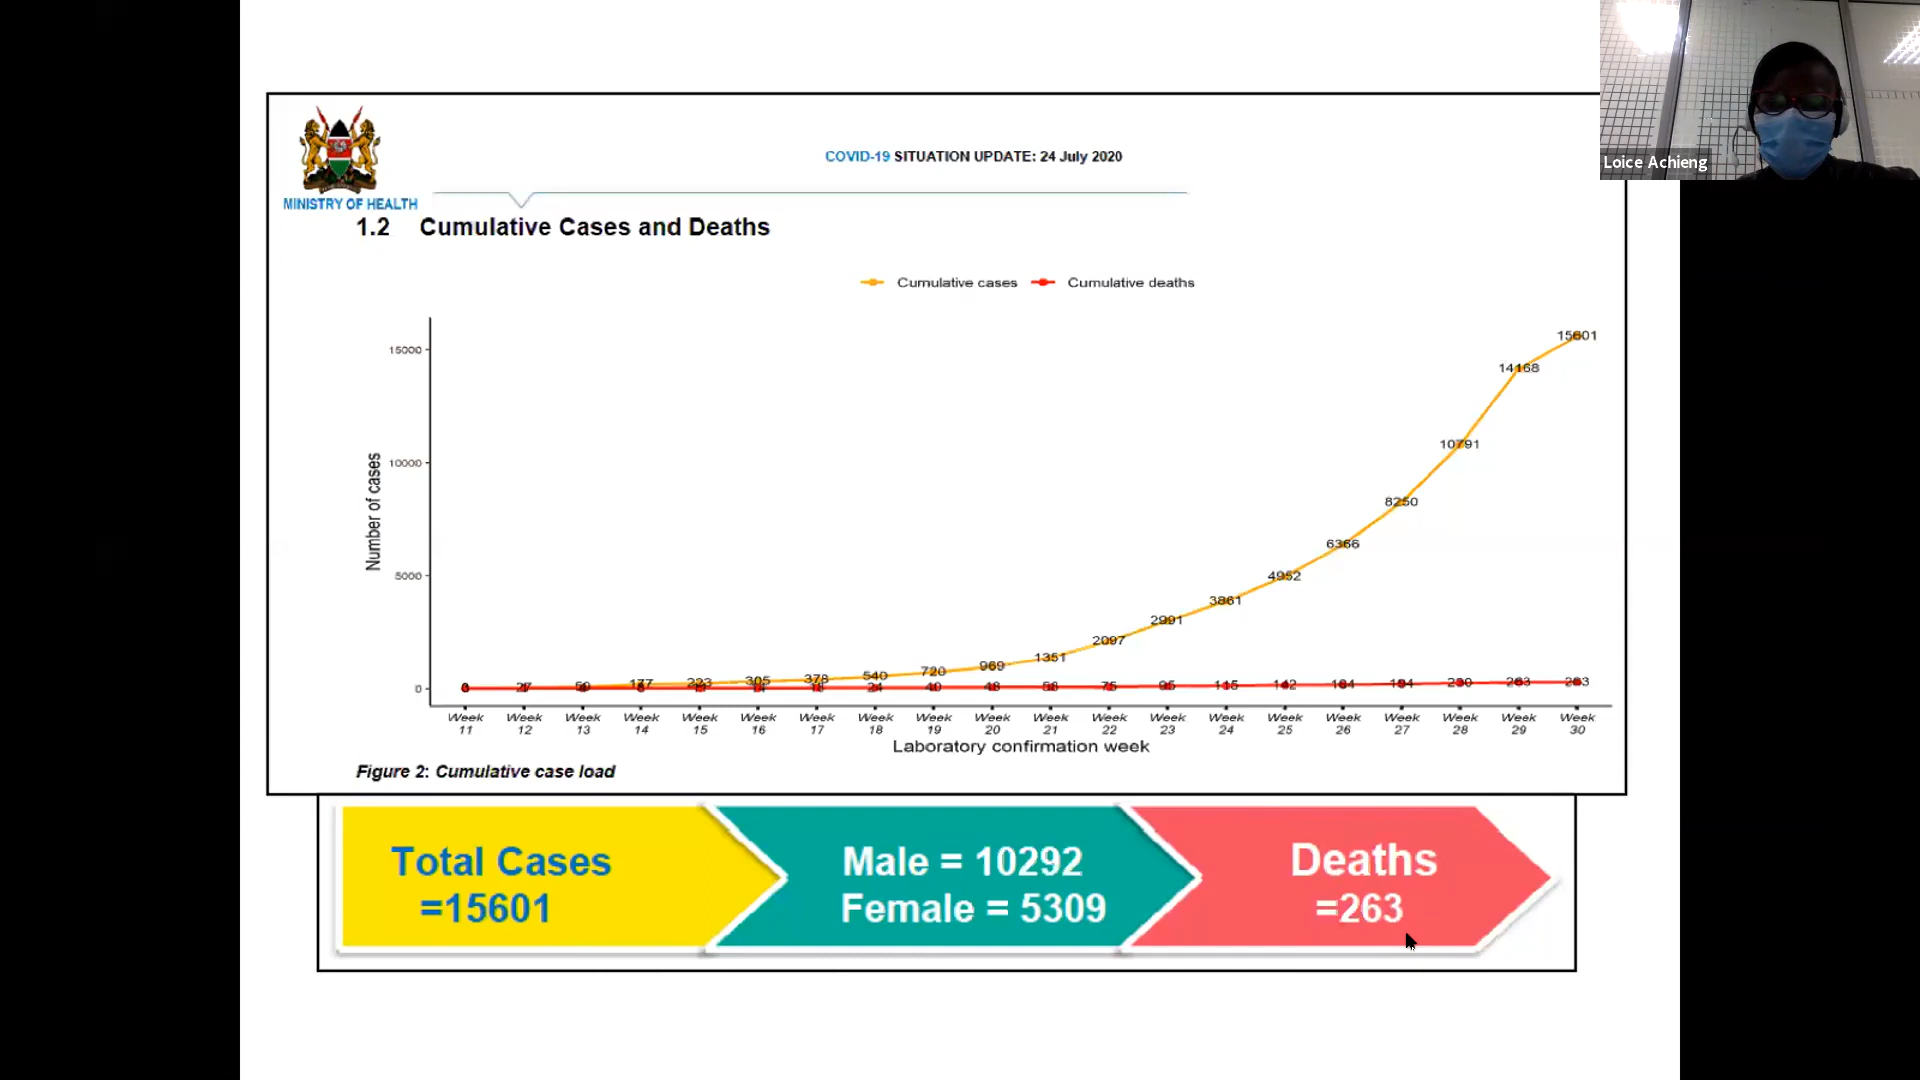 Loice Achieng
COVID-19 SITUATION UPDATE: 24 July 2020
MINISTRY OF HEALTH
1.2 Cumulative Cases and Deaths
Cumulative cases Cumulative deaths
Number of cases
15000
10000
5000
0
15601
14168
10791
8250
6366
4952
3861
2991
2097
1351
969
720
540
378
305
223
177
59
27
40 48 58 75 95 115 142 164 194 230 263 263
Week 11 Week 12 Week 13 Week 14 Week 15 Week 16 Week 17 Week 18 Week 19 Week 20 Week 21 Week 22 Week 23 Week 24 Week 25 Week 26 Week 27 Week 28 Week 29 Week 30
Laboratory confirmation week
Figure 2: Cumulative case load
Total Cases
=15601
Male = 10292
Female = 5309
Deaths
=263